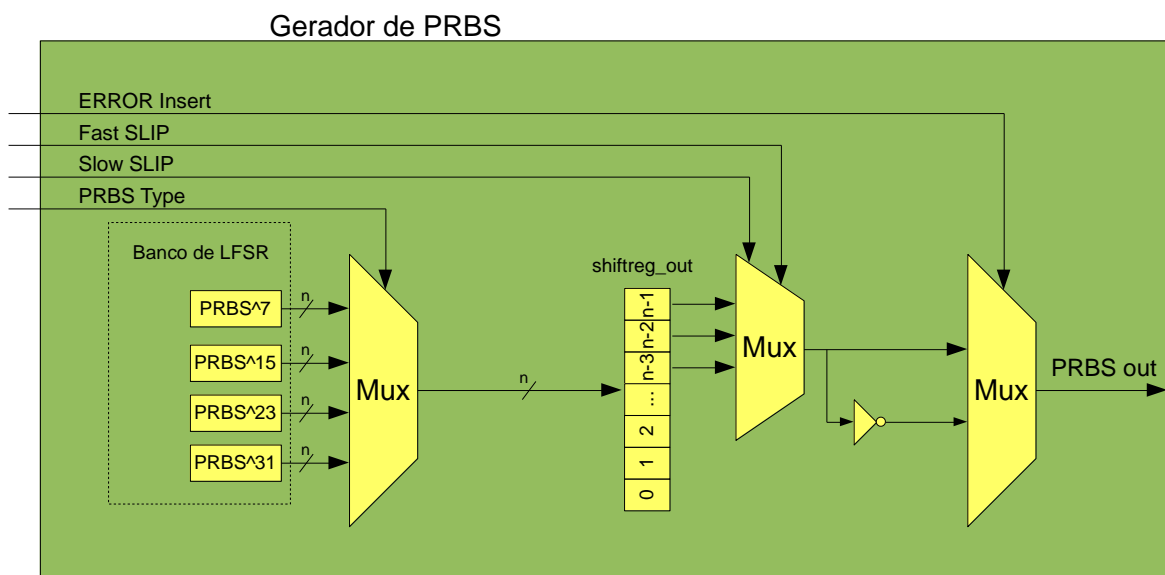 Gerador de PRBS
ERROR Insert
Fast SLIP
Slow SLIP
PRBS Type
Banco de LFSR
shiftreg_out
PRBS^7
n
PRBS^15
n
PRBS^23
n
PRBS^31
n
Mux
n
n-1
n-2
n-3
...
2
1
0
Mux
Mux
PRBS out